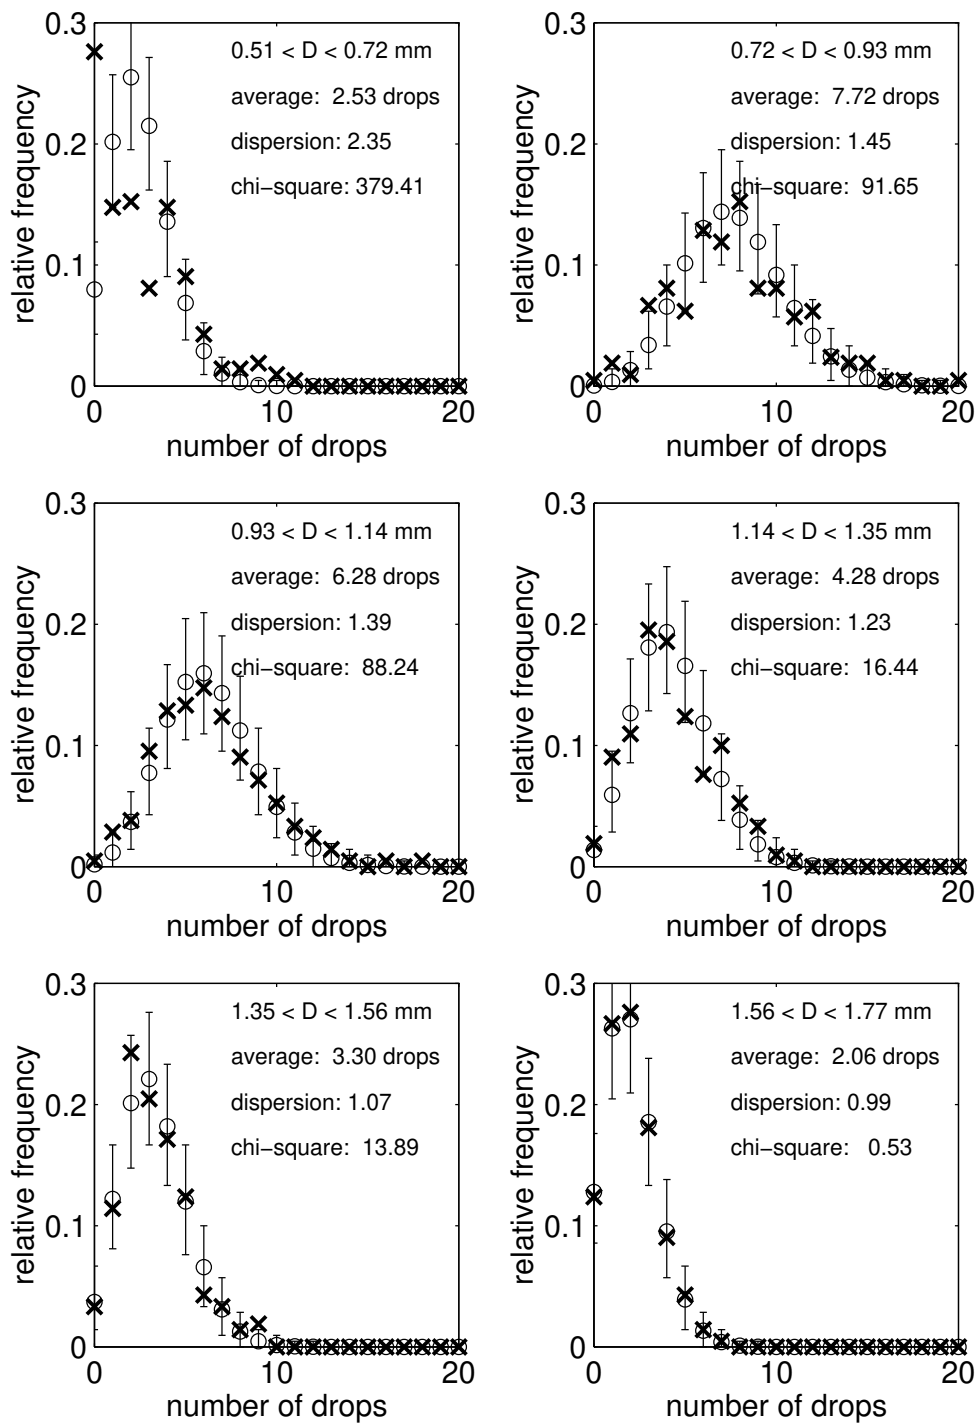 0.3
0.51 < D < 0.72 mm
average: 2.53 drops
dispersion: 2.35
chi−square: 379.41
0.2
0.1
0
0 10 20
relative frequency
number of drops
0.3
0.72 < D < 0.93 mm
average: 7.72 drops
dispersion: 1.45
chi−square: 91.65
0.2
0.1
0
0 10 20
relative frequency
number of drops
0.3
0.93 < D < 1.14 mm
average: 6.28 drops
dispersion: 1.39
chi−square: 88.24
0.2
0.1
0
0 10 20
relative frequency
number of drops
0.3
1.14 < D < 1.35 mm
average: 4.28 drops
dispersion: 1.23
chi−square: 16.44
0.2
0.1
0
0 10 20
relative frequency
number of drops
0.3
1.35 < D < 1.56 mm
average: 3.30 drops
dispersion: 1.07
chi−square: 13.89
0.2
0.1
0
0 10 20
relative frequency
number of drops
0.3
1.56 < D < 1.77 mm
average: 2.06 drops
dispersion: 0.99
chi−square: 0.53
0.2
0.1
0
0 10 20
relative frequency
number of drops